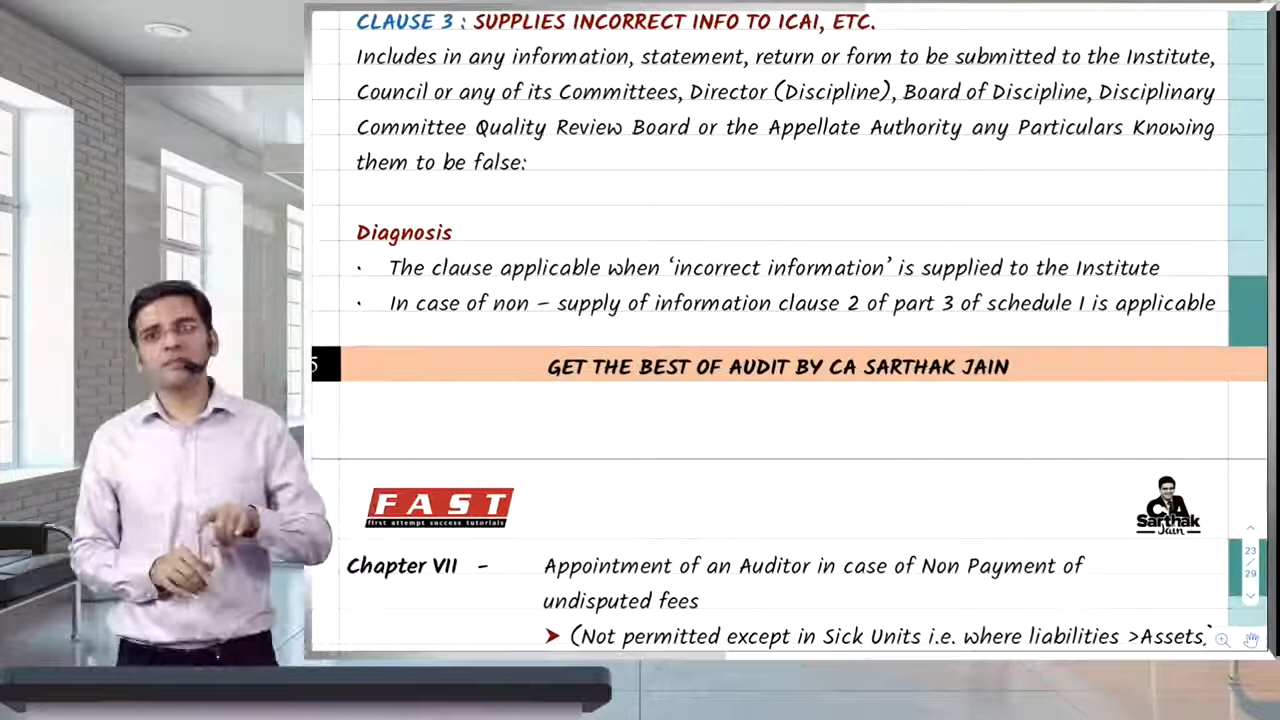 CLAUSE 3 : SUPPLIES INCORRECT INFO TO ICAI, ETC.
Includes in any information, statement, return or form to be submitted to the Institute,
Council or any of its Committees, Director (Discipline), Board of Discipline, Disciplinary
Committee Quality Review Board or the Appellate Authority any Particulars Knowing
them to be false:
Diagnosis
· The clause applicable when ‘incorrect information’ is supplied to the Institute
· In case of non – supply of information clause 2 of part 3 of schedule I is applicable
5 GET THE BEST OF AUDIT BY CA SARTHAK JAIN
FAST
first attempt success tutorials
CA
Sarthak
Jain
Chapter VII - Appointment of an Auditor in case of Non Payment of
undisputed fees
➤ (Not permitted except in Sick Units i.e. where liabilities >Assets)
23
/
29